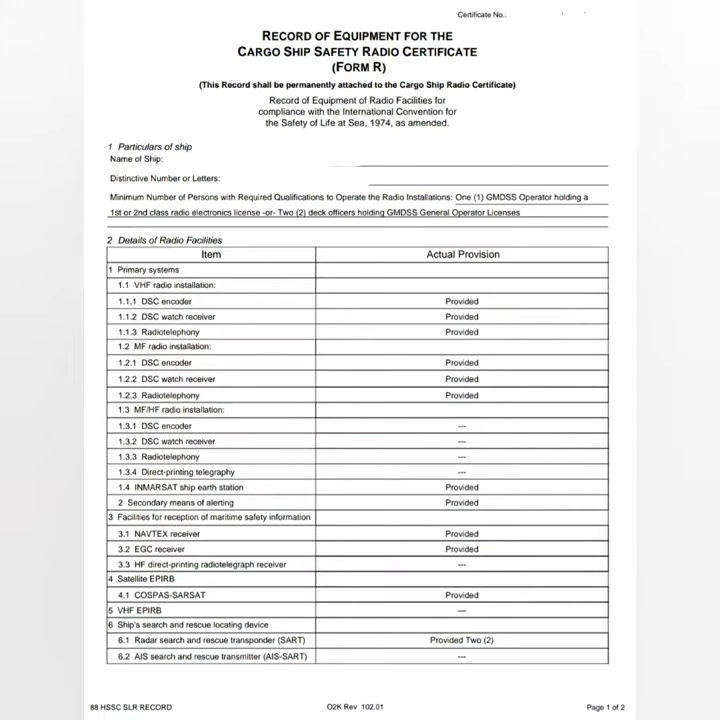 Certificate No.:
RECORD OF EQUIPMENT FOR THE
CARGO SHIP SAFETY RADIO CERTIFICATE
(FORM R)
(This Record shall be permanently attached to the Cargo Ship Radio Certificate)
Record of Equipment of Radio Facilities for
compliance with the International Convention for
the Safety of Life at Sea, 1974, as amended.
1 Particulars of ship
Name of Ship:
Distinctive Number or Letters:
Minimum Number of Persons with Required Qualifications to Operate the Radio Installations: One (1) GMDSS Operator holding a
1st or 2nd class radio electronics license -or- Two (2) deck officers holding GMDSS General Operator Licenses
2 Details of Radio Facilities
Item Actual Provision
1 Primary systems
1.1 VHF radio installation:
1.1.1 DSC encoder Provided
1.1.2 DSC watch receiver Provided
1.1.3 Radiotelephony Provided
1.2 MF radio installation:
1.2.1 DSC encoder Provided
1.2.2 DSC watch receiver Provided
1.2.3 Radiotelephony Provided
1.3 MF/HF radio installation:
1.3.1 DSC encoder ---
1.3.2 DSC watch receiver ---
1.3.3 Radiotelephony ---
1.3.4 Direct-printing telegraphy ---
1.4 INMARSAT ship earth station Provided
2 Secondary means of alerting Provided
3 Facilities for reception of maritime safety information
3.1 NAVTEX receiver Provided
3.2 EGC receiver Provided
3.3 HF direct-printing radiotelegraph receiver ---
4 Satellite EPIRB
4.1 COSPAS-SARSAT Provided
5 VHF EPIRB ---
6 Ship's search and rescue locating device
6.1 Radar search and rescue transponder (SART) Provided Two (2)
6.2 AIS search and rescue transmitter (AIS-SART) ---
88 HSSC SLR RECORD O2K Rev 102.01 Page 1 of 2